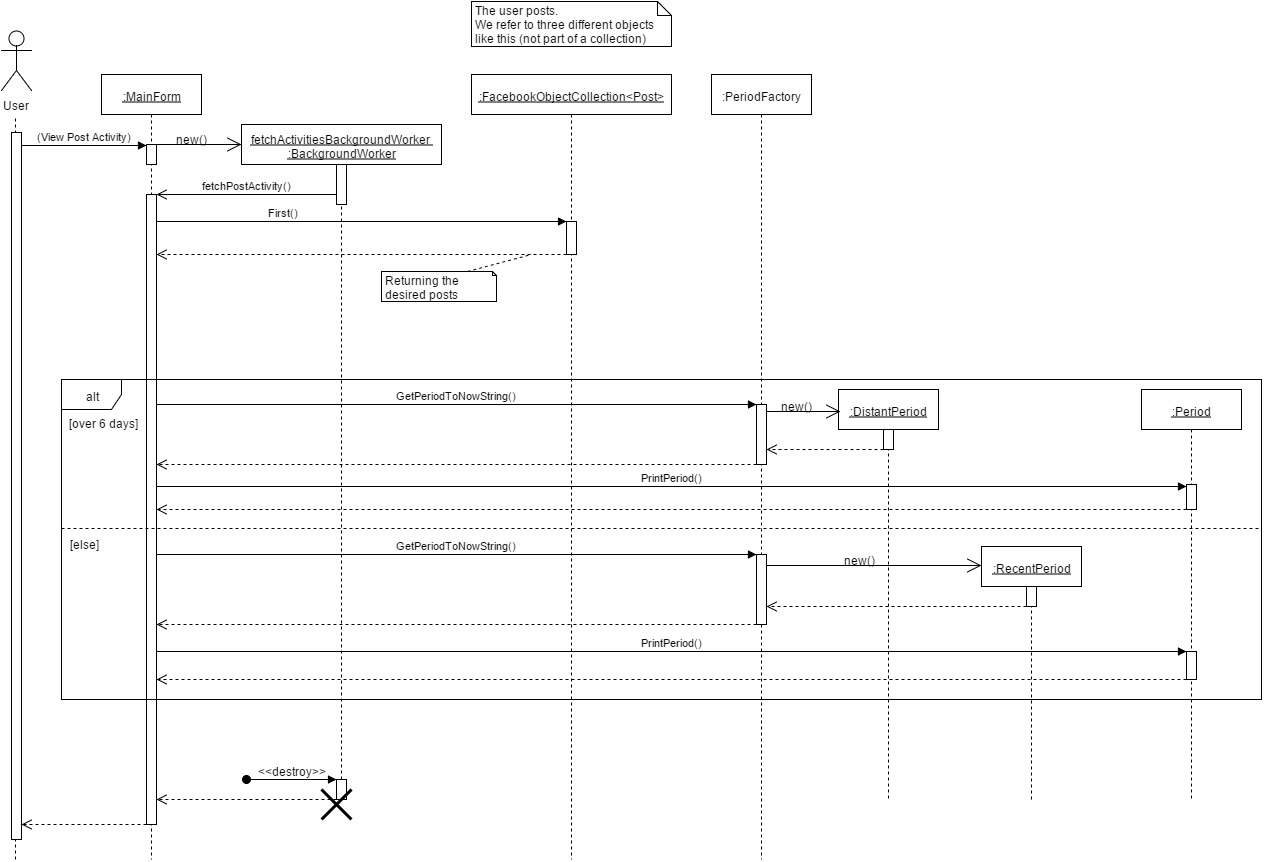 The user posts.
We refer to three different objects
like this (not part of a collection)
User
:MainForm
:FacebookObjectCollection<Post>
:PeriodFactory
(View Post Activity)
new()
fetchActivitiesBackgroundWorker
:BackgroundWorker
fetchPostActivity()
First()
Returning the
desired posts
alt
[over 6 days]
GetPeriodToNowString()
new()
:DistantPeriod
:Period
PrintPeriod()
[else]
GetPeriodToNowString()
new()
:RecentPeriod
PrintPeriod()
<<destroy>>